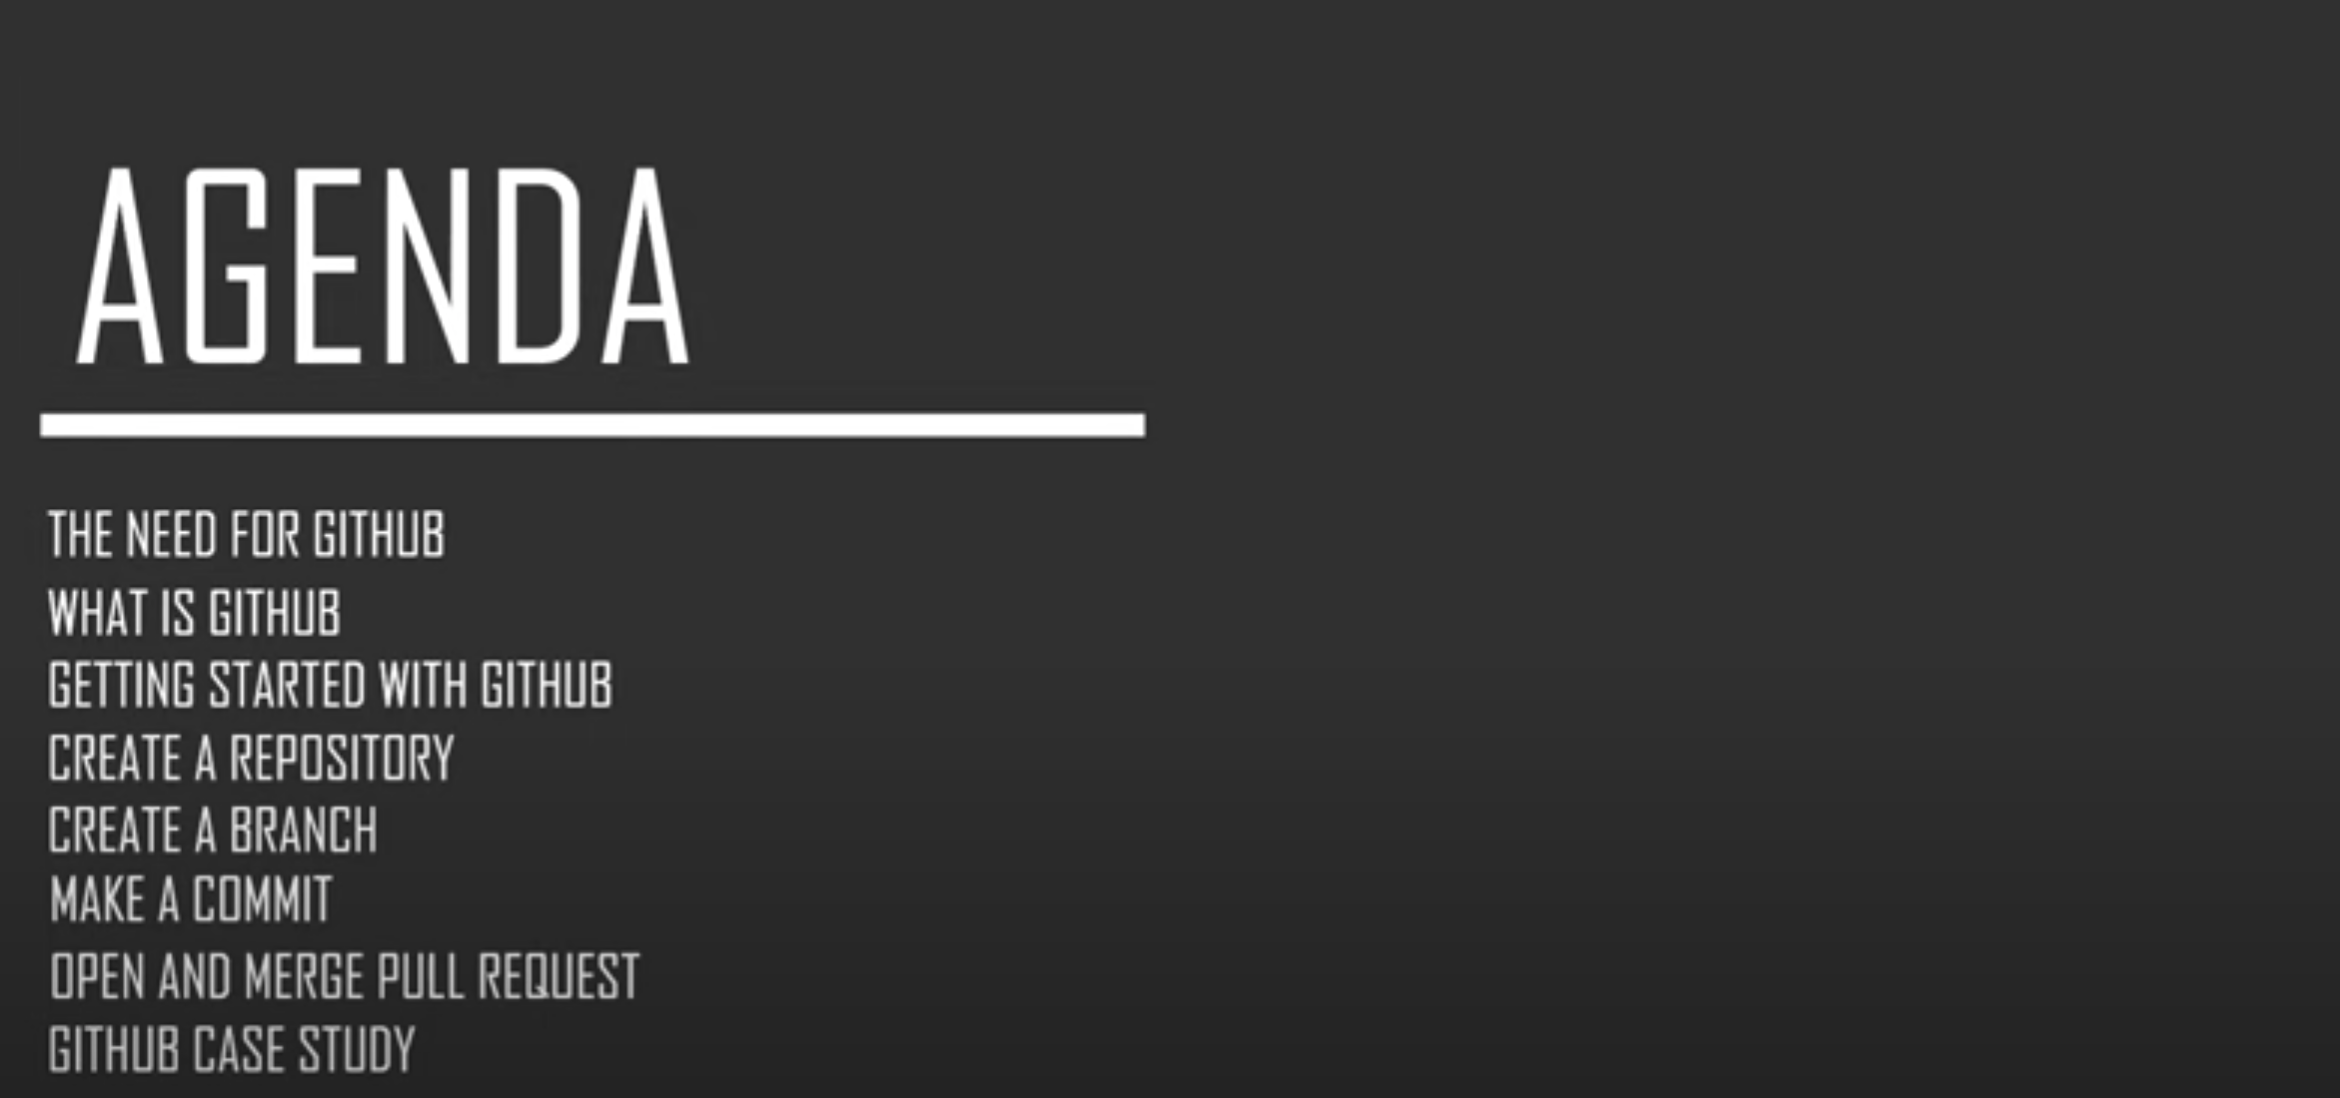 AGENDA
THE NEED FOR GITHUB
WHAT IS GITHUB
GETTING STARTED WITH GITHUB
CREATE A REPOSITORY
CREATE A BRANCH
MAKE A COMMIT
OPEN AND MERGE PULL REQUEST
GITHUB CASE STUDY